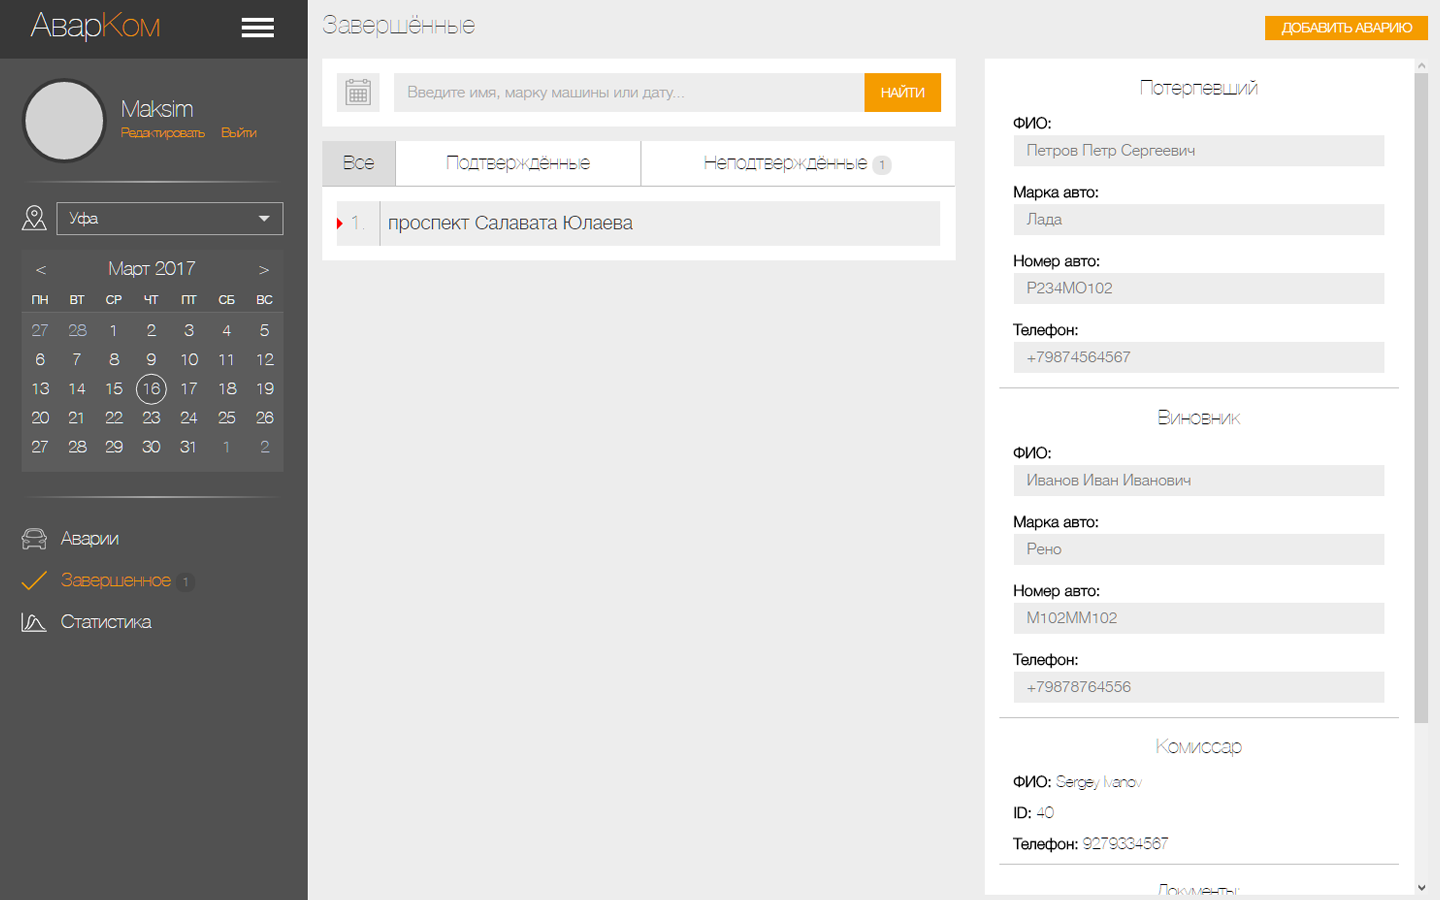 АварКом
Maksim
Редактировать Выйти
Уфа
< Март 2017 >
ПН ВТ СР ЧТ ПТ СБ ВС
27 28 1 2 3 4 5
6 7 8 9 10 11 12
13 14 15 16 17 18 19
20 21 22 23 24 25 26
27 28 29 30 31 1 2
Аварии
Завершенное 1
Статистика
Завершённые
ДОБАВИТЬ АВАРИЮ
Введите имя, марку машины или дату... НАЙТИ
Все Подтверждённые Неподтверждённые 1
1. проспект Салавата Юлаева
Потерпевший
ФИО:
Петров Петр Сергеевич
Марка авто:
Лада
Номер авто:
Р234МО102
Телефон:
+79874564567
Виновник
ФИО:
Иванов Иван Иванович
Марка авто:
Рено
Номер авто:
М102ММ102
Телефон:
+79878764556
Комиссар
ФИО: Sergey Ivanov
ID: 40
Телефон: 9279334567
Документы: